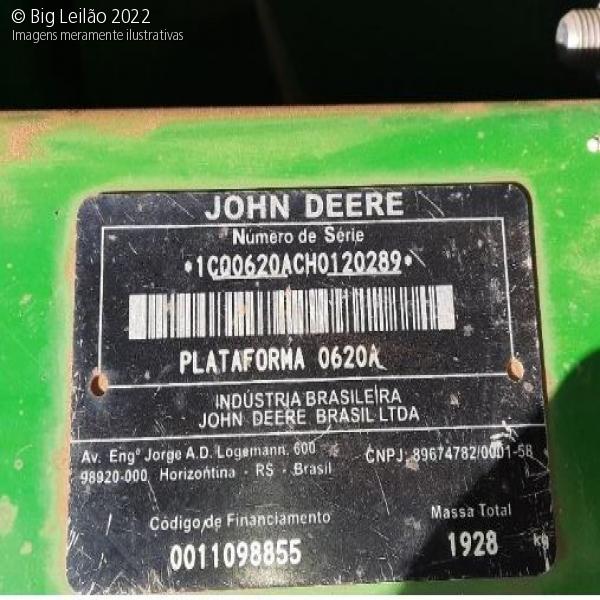 © Big Leilão 2022
Imagens meramente ilustrativas
JOHN DEERE
Número de Série
*1CQ0620ACH0120289*
PLATAFORMA 0620A
INDÚSTRIA BRASILEIRA
JOHN DEERE BRASIL LTDA
Av. Engº Jorge A.D. Logemann, 600
98920-000, Horizontina - RS - Brasil
CNPJ: 89674782/0001-58
Código de Financiamento
0011098855
Massa Total
1928 kg